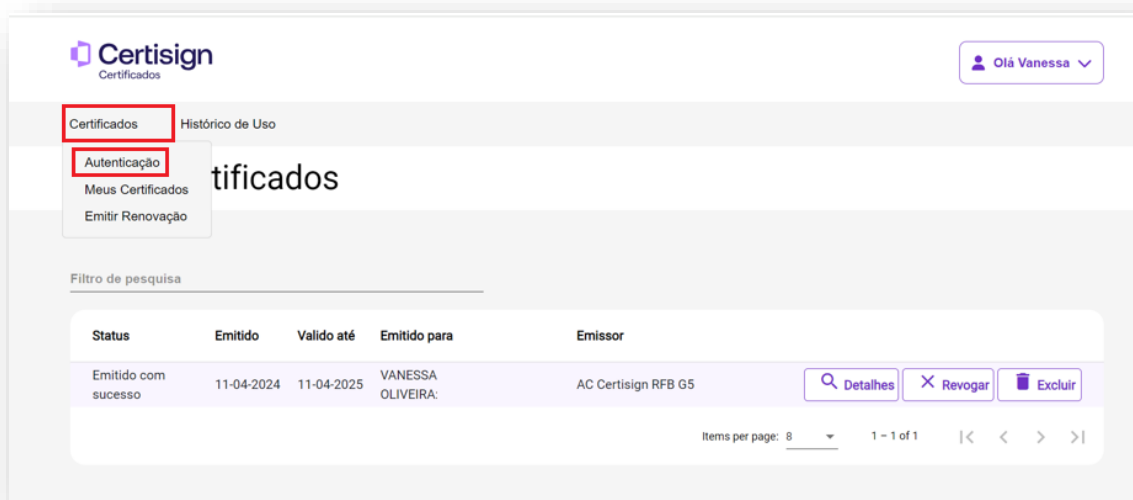 Certisign
Certificados
Olá Vanessa
Certificados Histórico de Uso
Autenticação
tificados
Meus Certificados
Emitir Renovação
Filtro de pesquisa
Status Emitido Valido até Emitido para Emissor
Emitido com sucesso 11-04-2024 11-04-2025 VANESSA OLIVEIRA: AC Certisign RFB G5 Detalhes Revogar Excluir
Items per page: 8 1 – 1 of 1